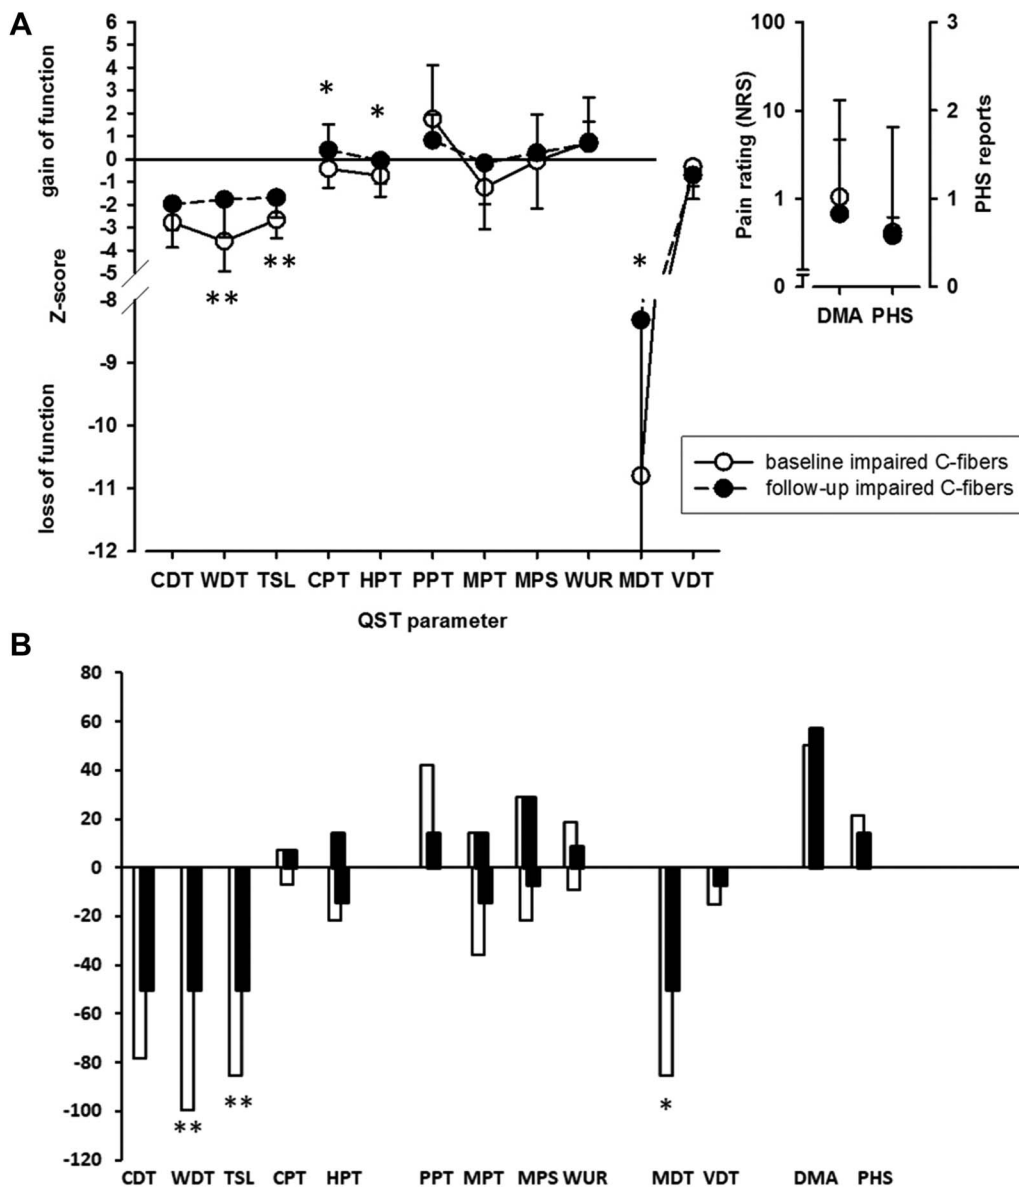 A
gain of function
Z-score
loss of function
6
5
4
3
2
1
0
-1
-2
-3
-4
-5
-8
-9
-10
-11
-12
* * ** ** *
CDT WDT TSL CPT HPT PPT MPT MPS WUR MDT VDT
QST parameter
Pain rating (NRS)
100
10
1
0
DMA PHS
3
2
1
0
PHS reports
baseline impaired C-fibers
follow-up impaired C-fibers
B
80
60
40
20
0
-20
-40
-60
-80
-100
-120
** ** *
CDT WDT TSL CPT HPT PPT MPT MPS WUR MDT VDT DMA PHS